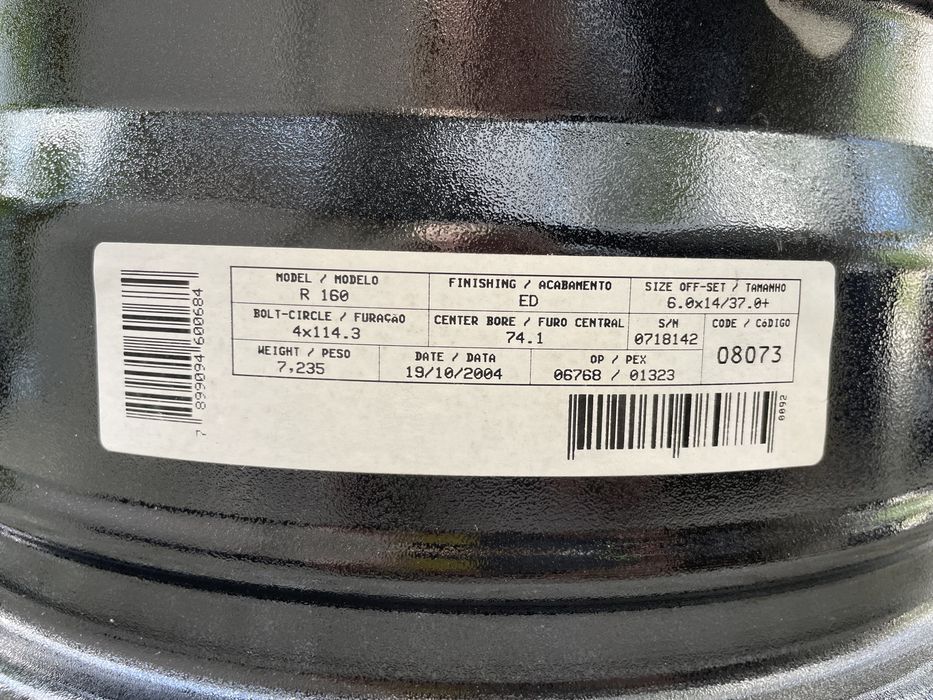 MODEL / MODELO
R 160
FINISHING / ACABAMENTO
ED
SIZE OFF-SET / TAMANHO
6.0x14/37.0+
BOLT-CIRCLE / FURAÇÃO
4x114.3
CENTER BORE / FURO CENTRAL
74.1
S/N
0718142
CODE / CóDIGO
08073
WEIGHT / PESO
7,235
DATE / DATA
19/10/2004
OP / PEX
06768 / 01323
7 899094 600684
0092